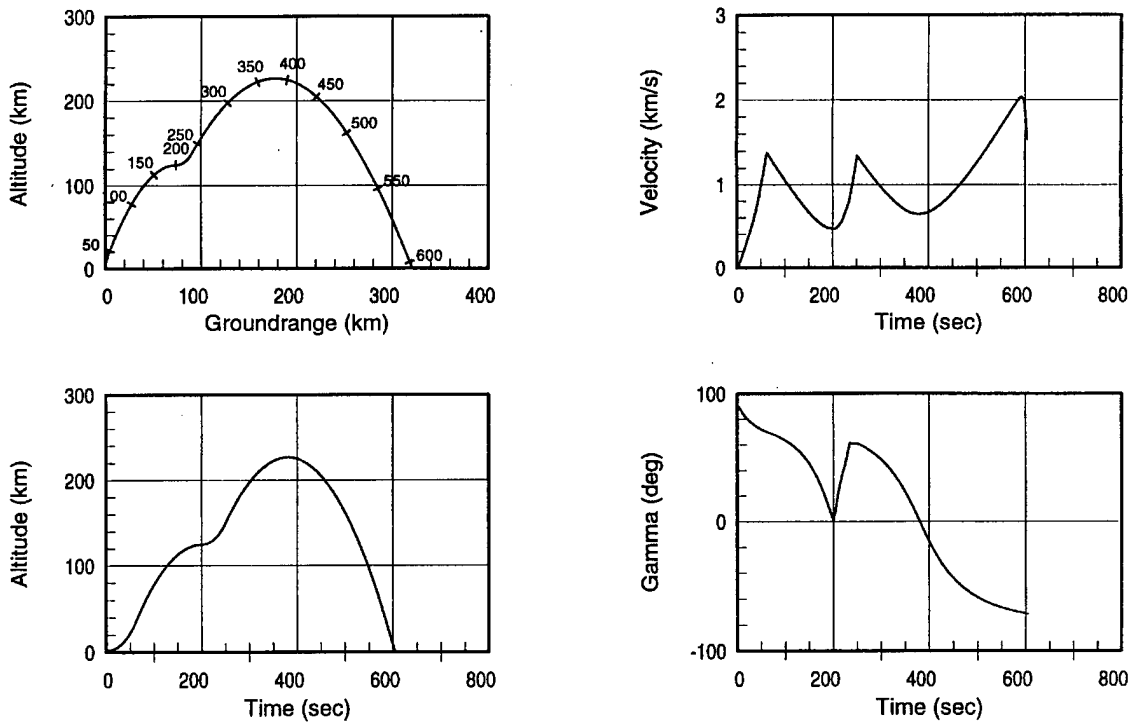 300
200
100
0
Altitude (km)
50
00
150
200
250
300
350
400
450
500
550
600
0 100 200 300 400
Groundrange (km)
3
2
1
0
Velocity (km/s)
0 200 400 600 800
Time (sec)
300
200
100
0
Altitude (km)
0 200 400 600 800
Time (sec)
100
0
-100
Gamma (deg)
0 200 400 600 800
Time (sec)